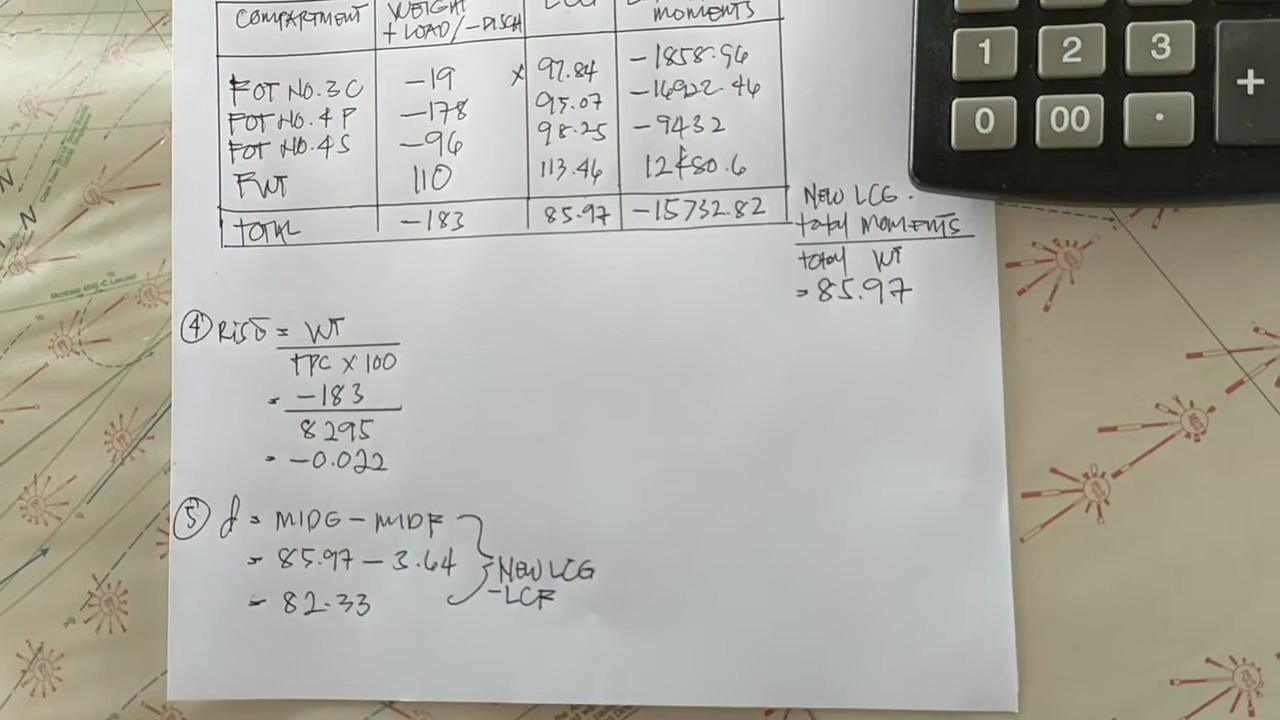 COMPARTMENT WEIGHT + LOAD/-DISCH LCG MOMENTS
FOT NO.3C -19 x 97.84 -1858.96
FOT NO.4P -178 95.07 -16922.46
FOT NO.4S -96 98.25 -9432
FWT 110 113.46 12480.6
TOTAL -183 85.97 -15732.82
NEW LCG.
total MOMENTS
total WT
= 85.97
④ RISE = WT
TPC X 100
= -183
8295
= -0.022
⑤ d = MIDG - MIDF
= 85.97 - 3.64
= 82.33
NEW LCG
- LCF
1 2 3
0 00 . +